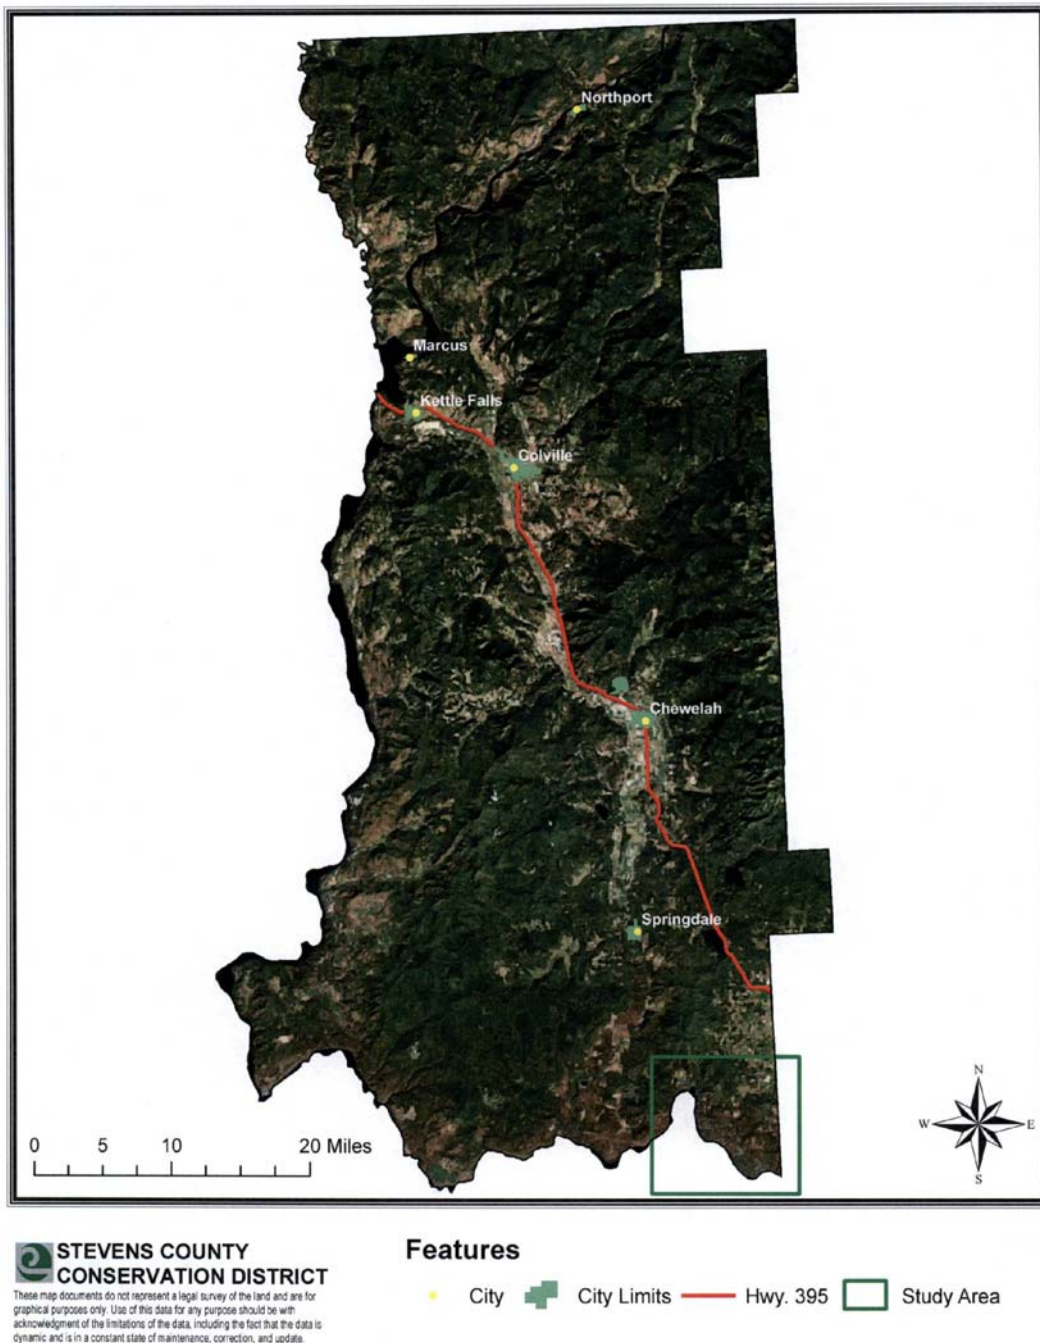 Northport
Marcus
Kettle Falls
Colville
Chewelah
Springdale
N
W E
S
0 5 10 20 Miles
STEVENS COUNTY
CONSERVATION DISTRICT
These map documents do not represent a legal survey of the land and are for
graphical purposes only. Use of this data for any purpose should be with
acknowledgment of the limitations of the data, including the fact that the data is
dynamic and is in a constant state of maintenance, correction, and update.
Features
City City Limits Hwy. 395 Study Area